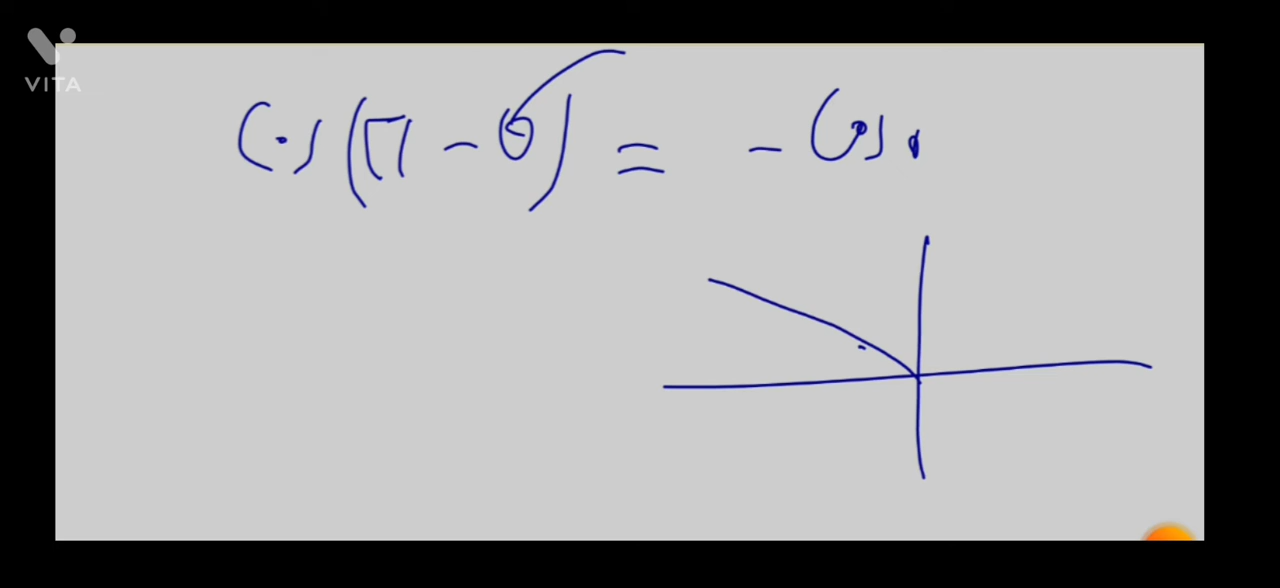 VITA
Cos(π - θ) = - Cos